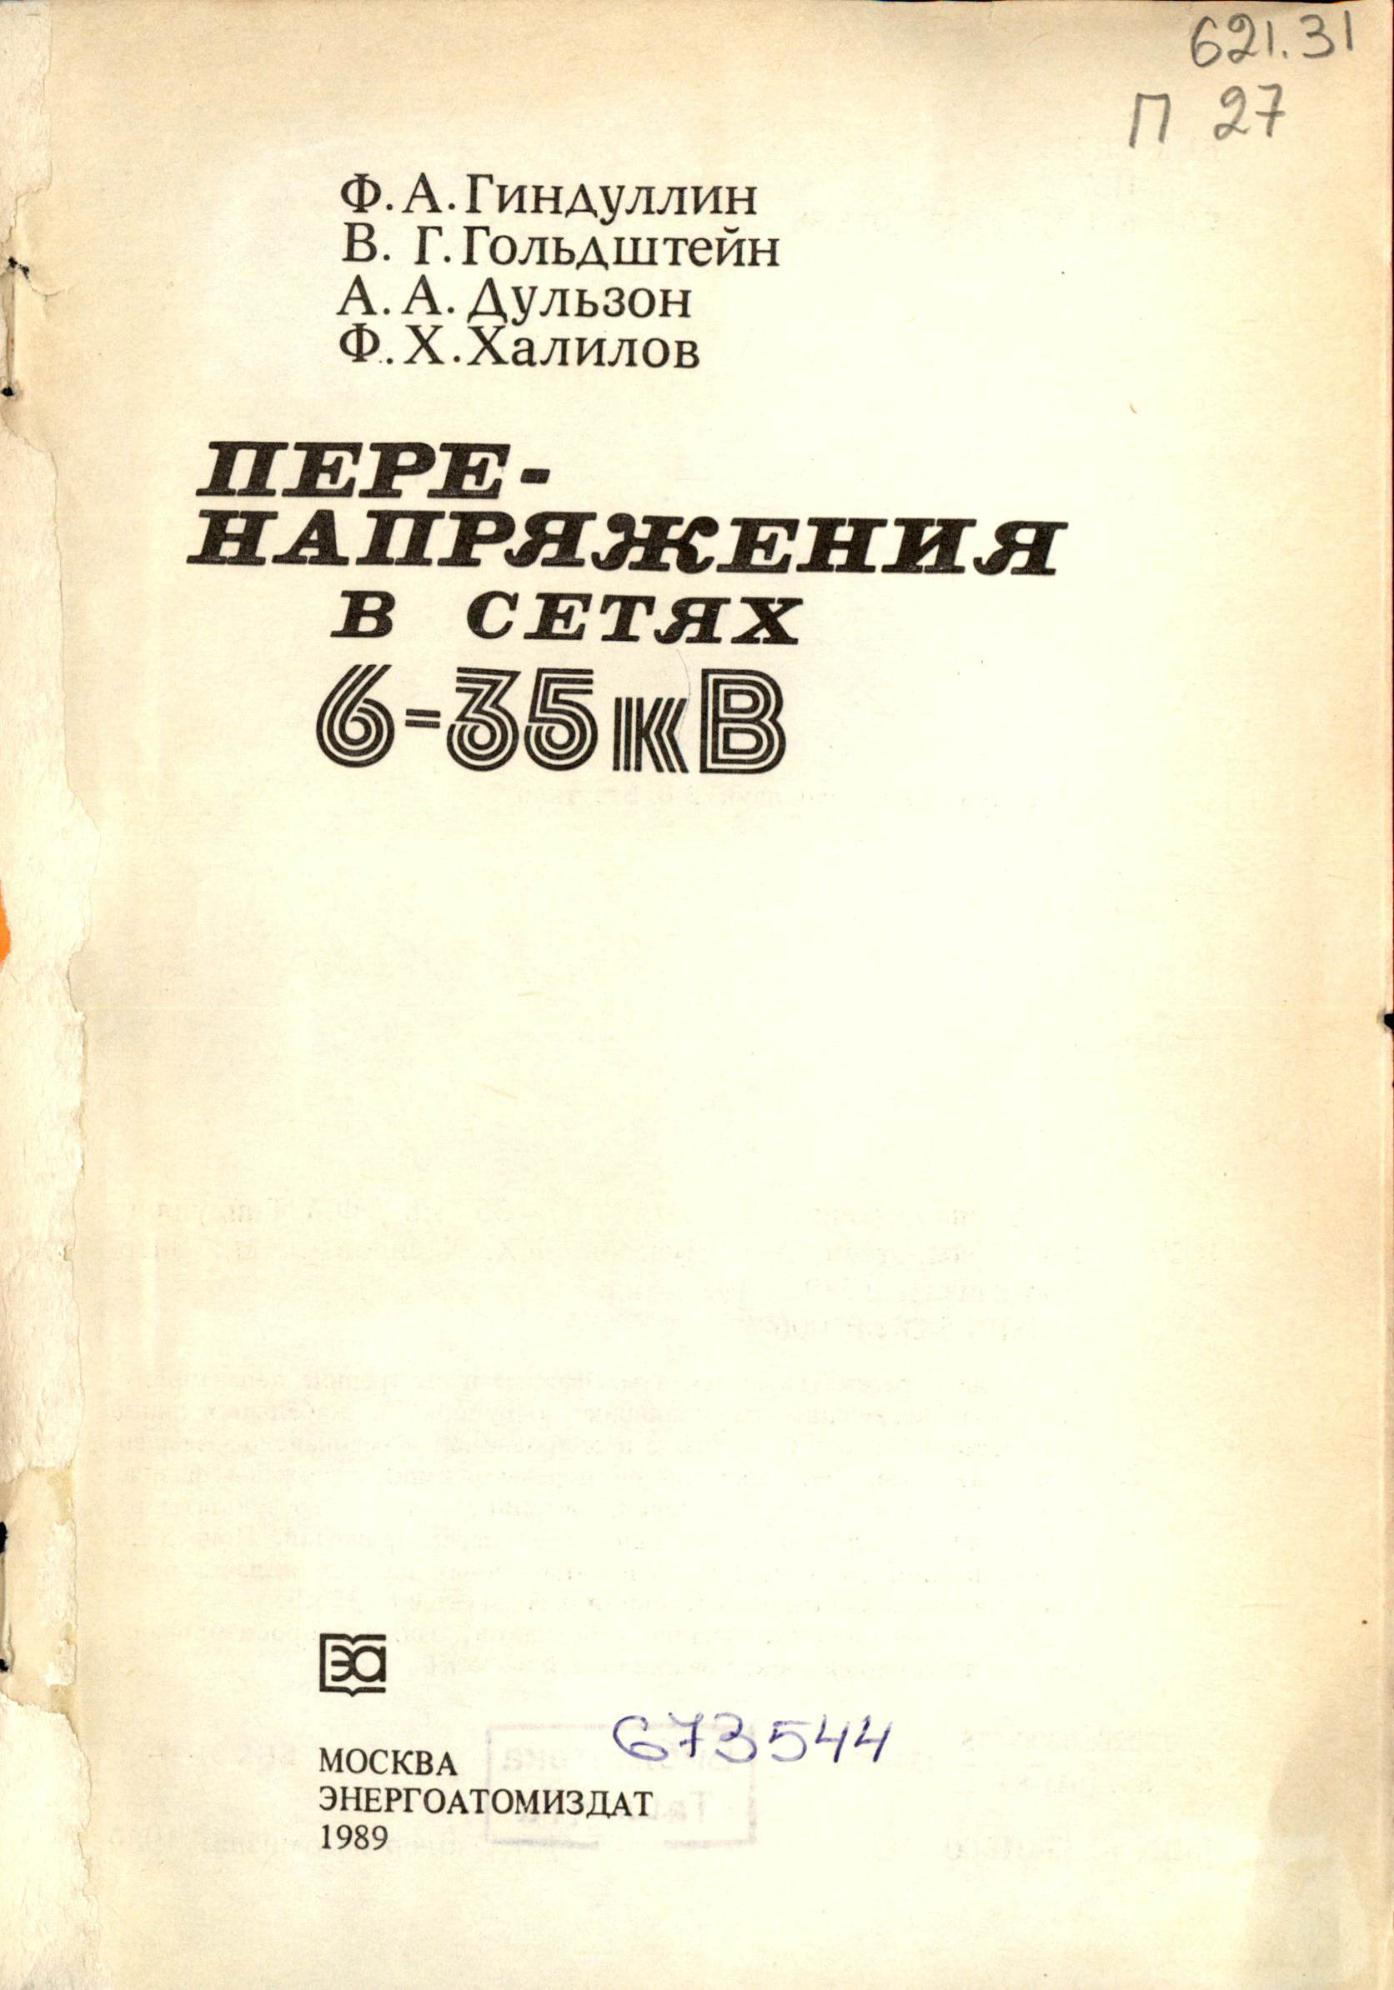 621.31
П 27
Ф.А.Гиндуллин
В. Г. Гольдштейн
А. А. Дульзон
Ф.Х.Халилов
ПЕРЕ-
НАПРЯЖЕНИЯ
В СЕТЯХ
6-35кВ
эа
673544
МОСКВА
ЭНЕРГОАТОМИЗДАТ
1989